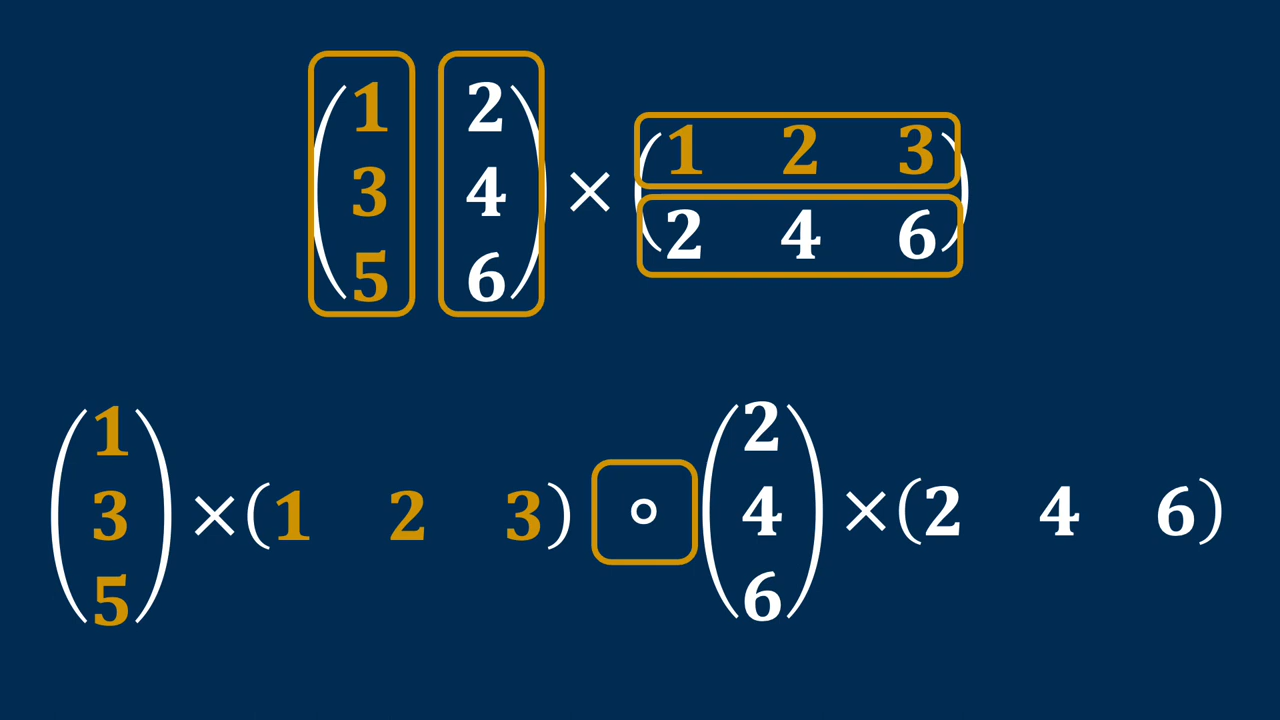 (1 2
3 4
5 6) × (1 2 3
2 4 6)
(1
3
5) × (1 2 3) ∘ (2
4
6) × (2 4 6)